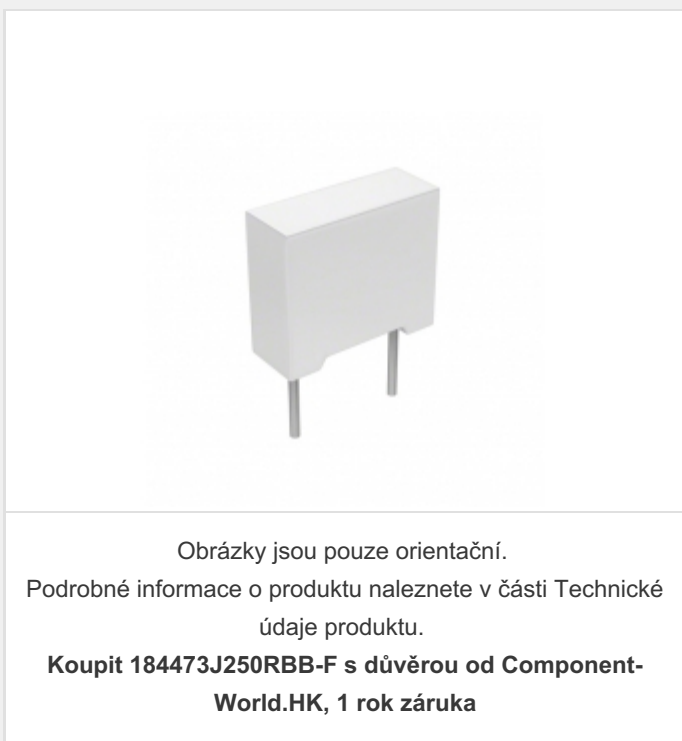 Obrázky jsou pouze orientační.
Podrobné informace o produktu naleznete v části Technické
údaje produktu.
Koupit 184473J250RBB-F s důvěrou od Component-
World.HK, 1 rok záruka